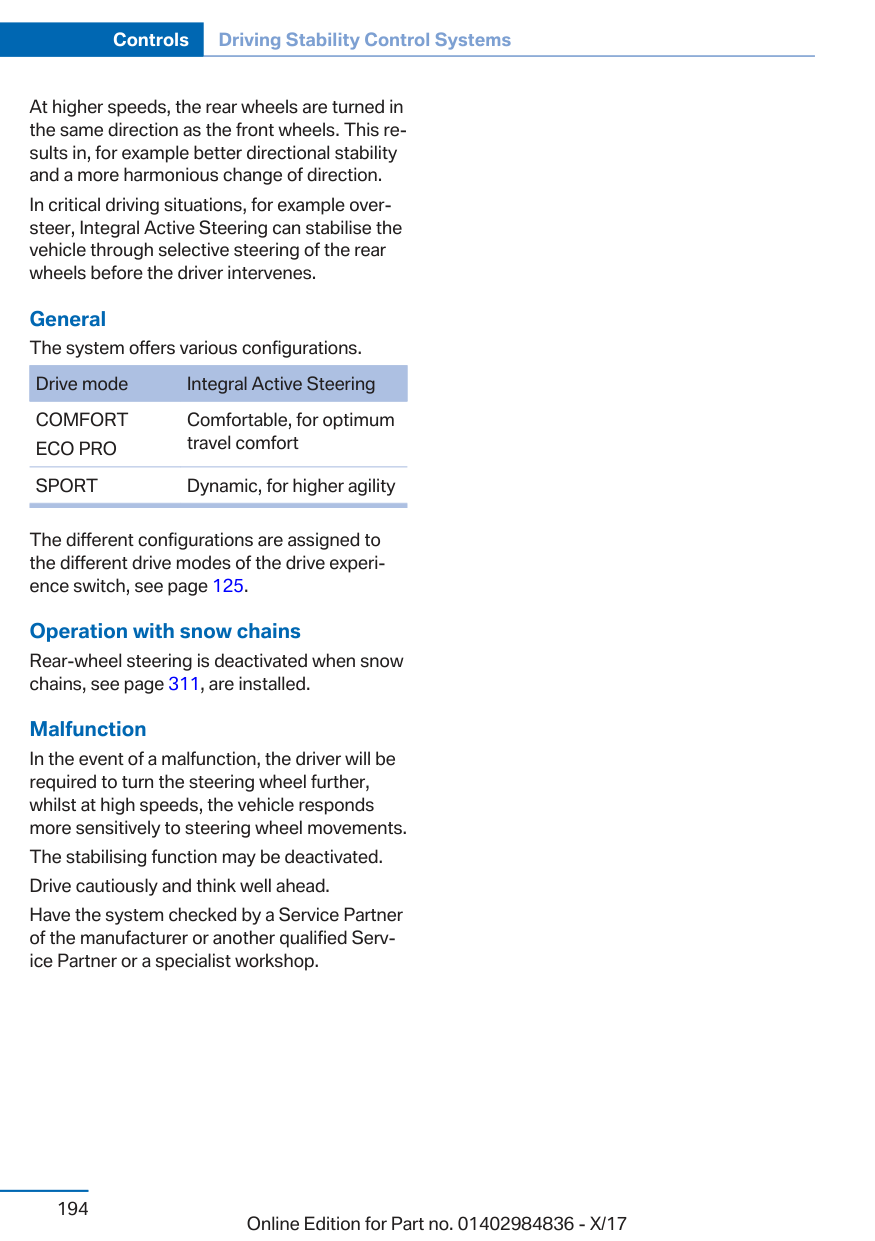 Controls Driving Stability Control Systems
At higher speeds, the rear wheels are turned in
the same direction as the front wheels. This re-
sults in, for example better directional stability
and a more harmonious change of direction.
In critical driving situations, for example over-
steer, Integral Active Steering can stabilise the
vehicle through selective steering of the rear
wheels before the driver intervenes.
General
The system offers various configurations.
Drive mode Integral Active Steering
COMFORT Comfortable, for optimum
ECO PRO travel comfort
SPORT Dynamic, for higher agility
The different configurations are assigned to
the different drive modes of the drive experi-
ence switch, see page 125.
Operation with snow chains
Rear-wheel steering is deactivated when snow
chains, see page 311, are installed.
Malfunction
In the event of a malfunction, the driver will be
required to turn the steering wheel further,
whilst at high speeds, the vehicle responds
more sensitively to steering wheel movements.
The stabilising function may be deactivated.
Drive cautiously and think well ahead.
Have the system checked by a Service Partner
of the manufacturer or another qualified Serv-
ice Partner or a specialist workshop.
194
Online Edition for Part no. 01402984836 - X/17